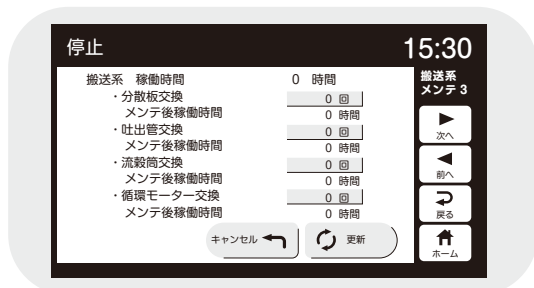 停止 15:30
搬送系 稼働時間 0 時間
・分散板交換 0 回
メンテ後稼働時間 0 時間
・吐出管交換 0 回
メンテ後稼働時間 0 時間
・流穀筒交換 0 回
メンテ後稼働時間 0 時間
・循環モーター交換 0 回
メンテ後稼働時間 0 時間
キャンセル 更新
搬送系
メンテ 3
次へ
前へ
戻る
ホーム